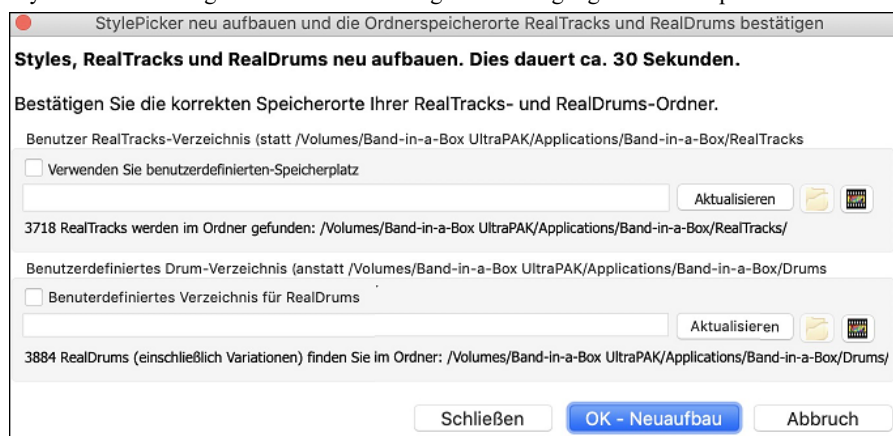 StylePicker neu aufbauen und die Ordnerspeicherorte RealTracks und RealDrums bestätigen
Styles, RealTracks und RealDrums neu aufbauen. Dies dauert ca. 30 Sekunden.
Bestätigen Sie die korrekten Speicherorte Ihrer RealTracks- und RealDrums-Ordner.
Benutzer RealTracks-Verzeichnis (statt /Volumes/Band-in-a-Box UltraPAK/Applications/Band-in-a-Box/RealTracks
Verwenden Sie benutzerdefinierten-Speicherplatz
Aktualisieren
3718 RealTracks werden im Ordner gefunden: /Volumes/Band-in-a-Box UltraPAK/Applications/Band-in-a-Box/RealTracks/
Benutzerdefiniertes Drum-Verzeichnis (anstatt /Volumes/Band-in-a-Box UltraPAK/Applications/Band-in-a-Box/Drums
Benuterdefiniertes Verzeichnis für RealDrums
Aktualisieren
3884 RealDrums (einschließlich Variationen) finden Sie im Ordner: /Volumes/Band-in-a-Box UltraPAK/Applications/Band-in-a-Box/Drums/
Schließen
OK - Neuaufbau
Abbruch